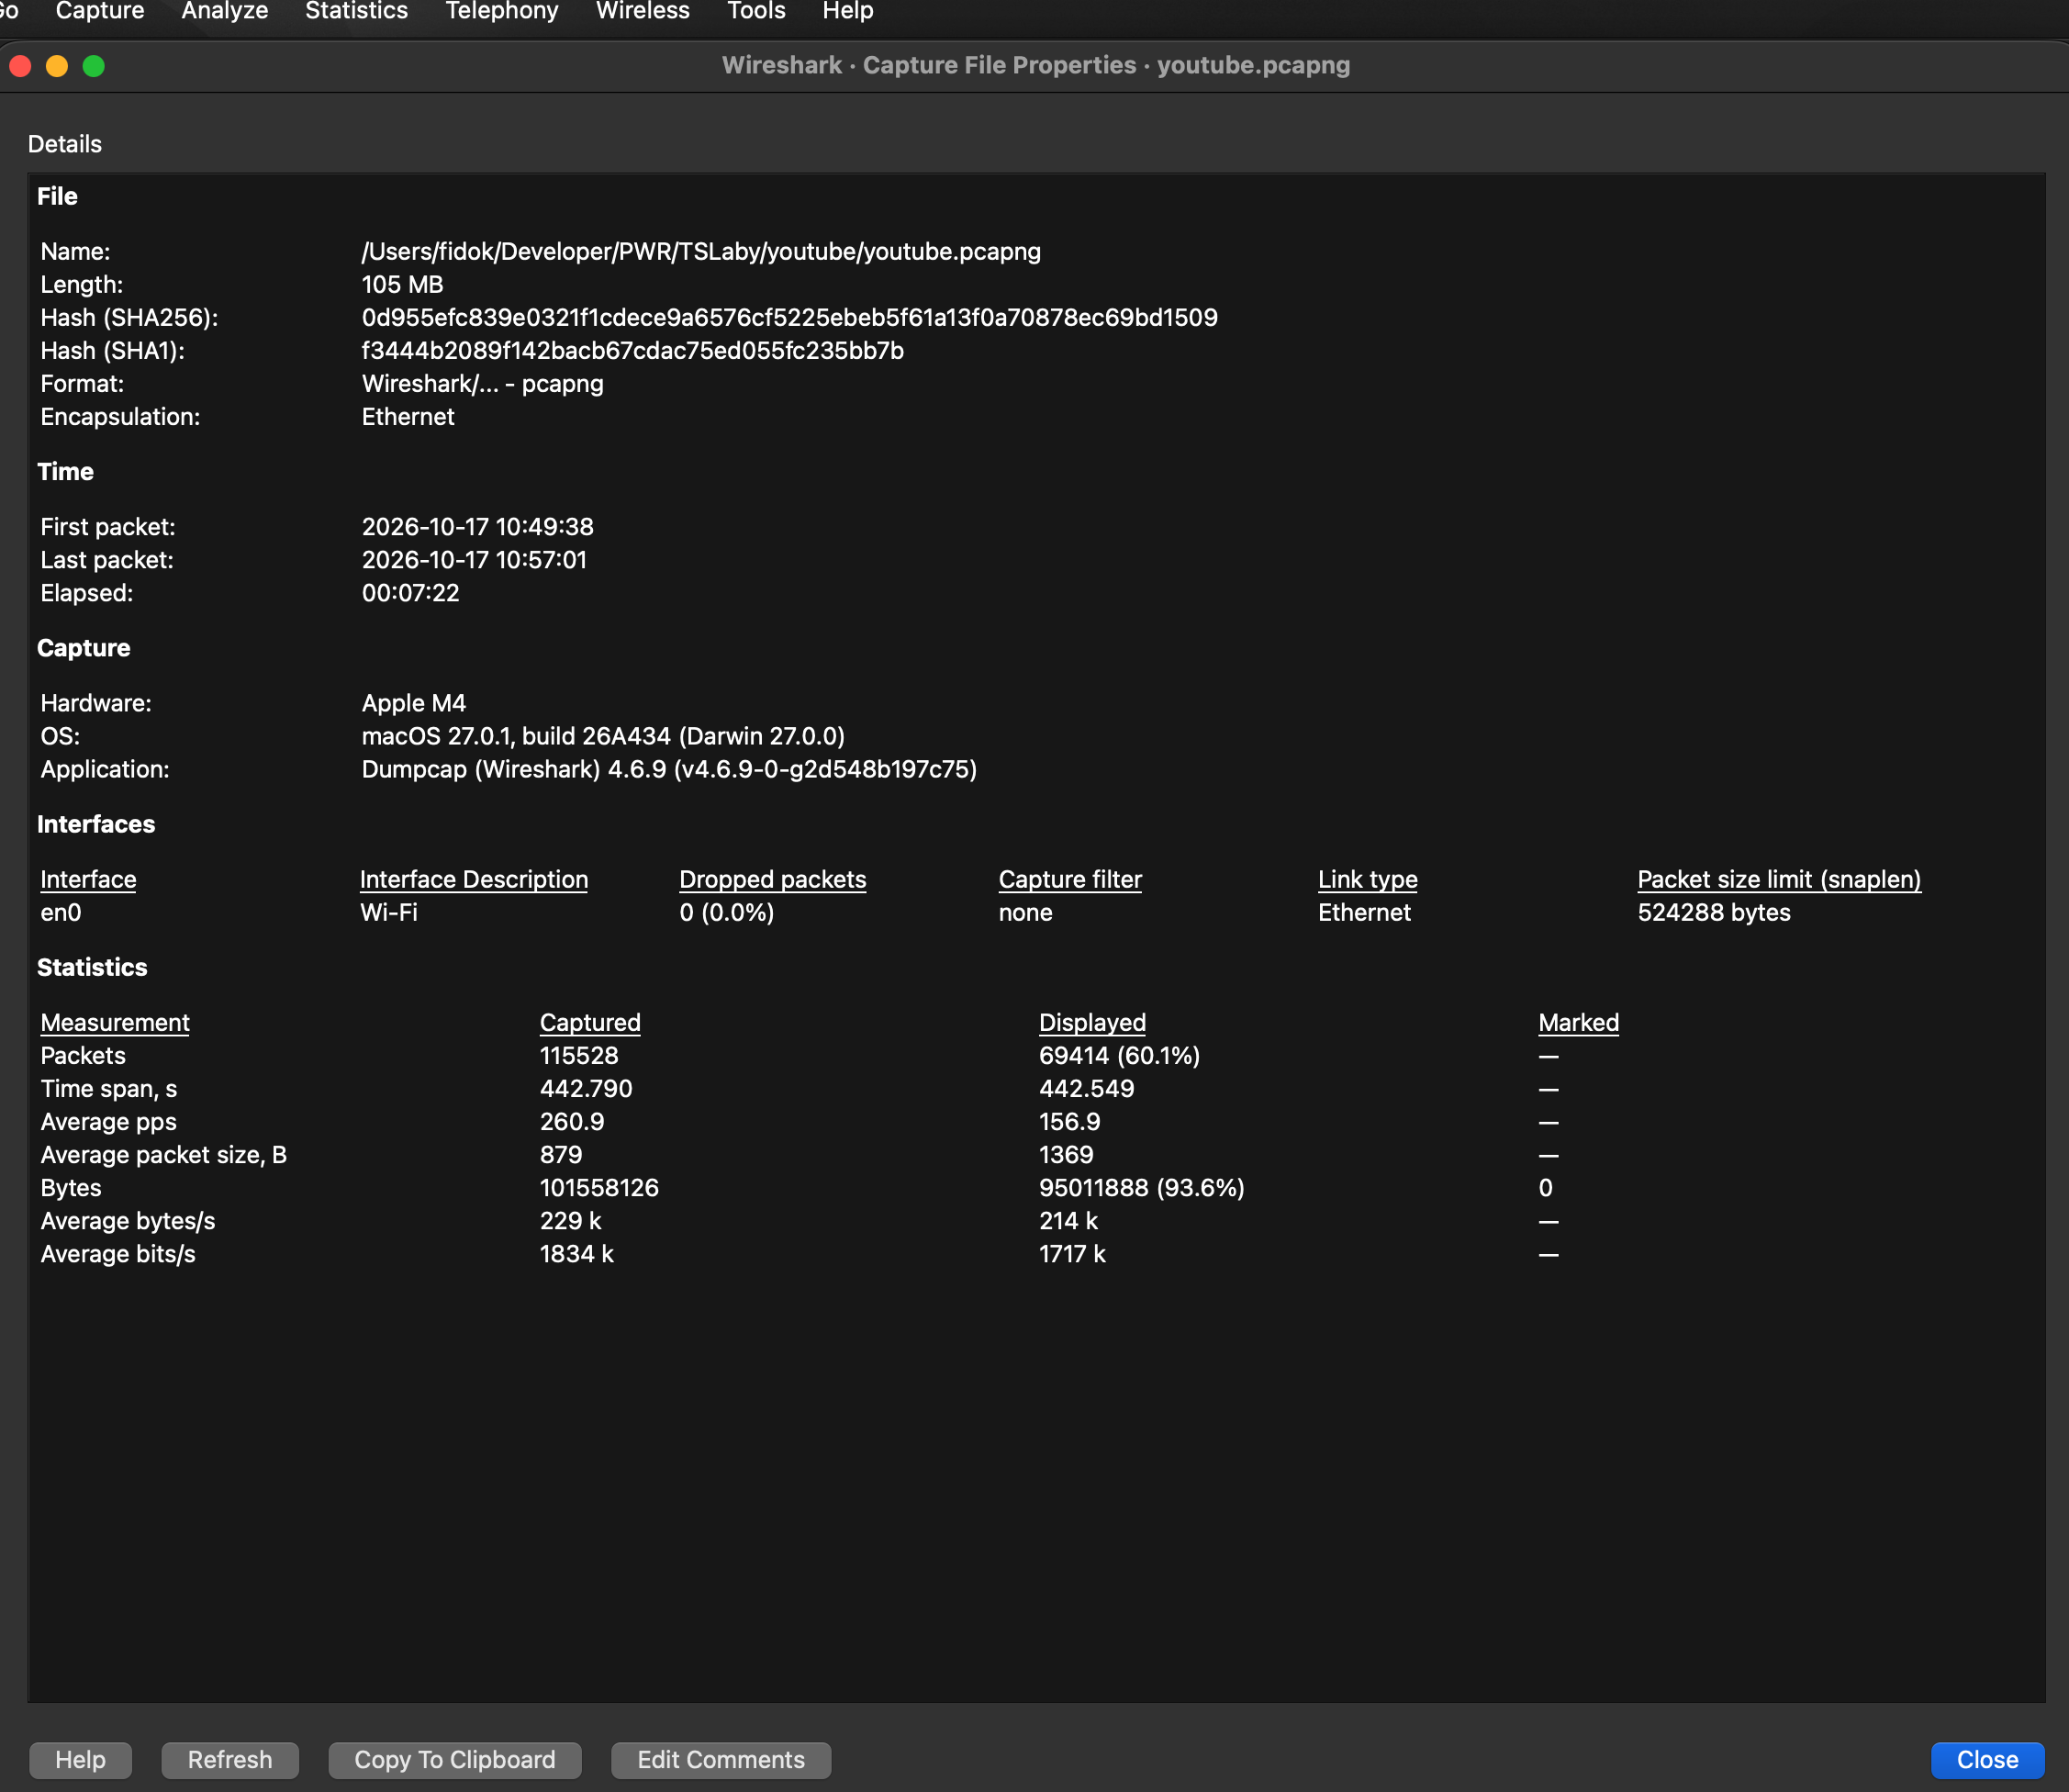 Go Capture Analyze Statistics Telephony Wireless Tools Help
Wireshark · Capture File Properties · youtube.pcapng
Details
File
Name: /Users/fidok/Developer/PWR/TSLaby/youtube/youtube.pcapng
Length: 105 MB
Hash (SHA256): 0d955efc839e0321f1cdece9a6576cf5225ebeb5f61a13f0a70878ec69bd1509
Hash (SHA1): f3444b2089f142bacb67cdac75ed055fc235bb7b
Format: Wireshark/... - pcapng
Encapsulation: Ethernet
Time
First packet: 2026-10-17 10:49:38
Last packet: 2026-10-17 10:57:01
Elapsed: 00:07:22
Capture
Hardware: Apple M4
OS: macOS 27.0.1, build 26A434 (Darwin 27.0.0)
Application: Dumpcap (Wireshark) 4.6.9 (v4.6.9-0-g2d548b197c75)
Interfaces
Interface Interface Description Dropped packets Capture filter Link type Packet size limit (snaplen)
en0 Wi-Fi 0 (0.0%) none Ethernet 524288 bytes
Statistics
Measurement Captured Displayed Marked
Packets 115528 69414 (60.1%) —
Time span, s 442.790 442.549 —
Average pps 260.9 156.9 —
Average packet size, B 879 1369 —
Bytes 101558126 95011888 (93.6%) 0
Average bytes/s 229 k 214 k —
Average bits/s 1834 k 1717 k —
Help Refresh Copy To Clipboard Edit Comments Close